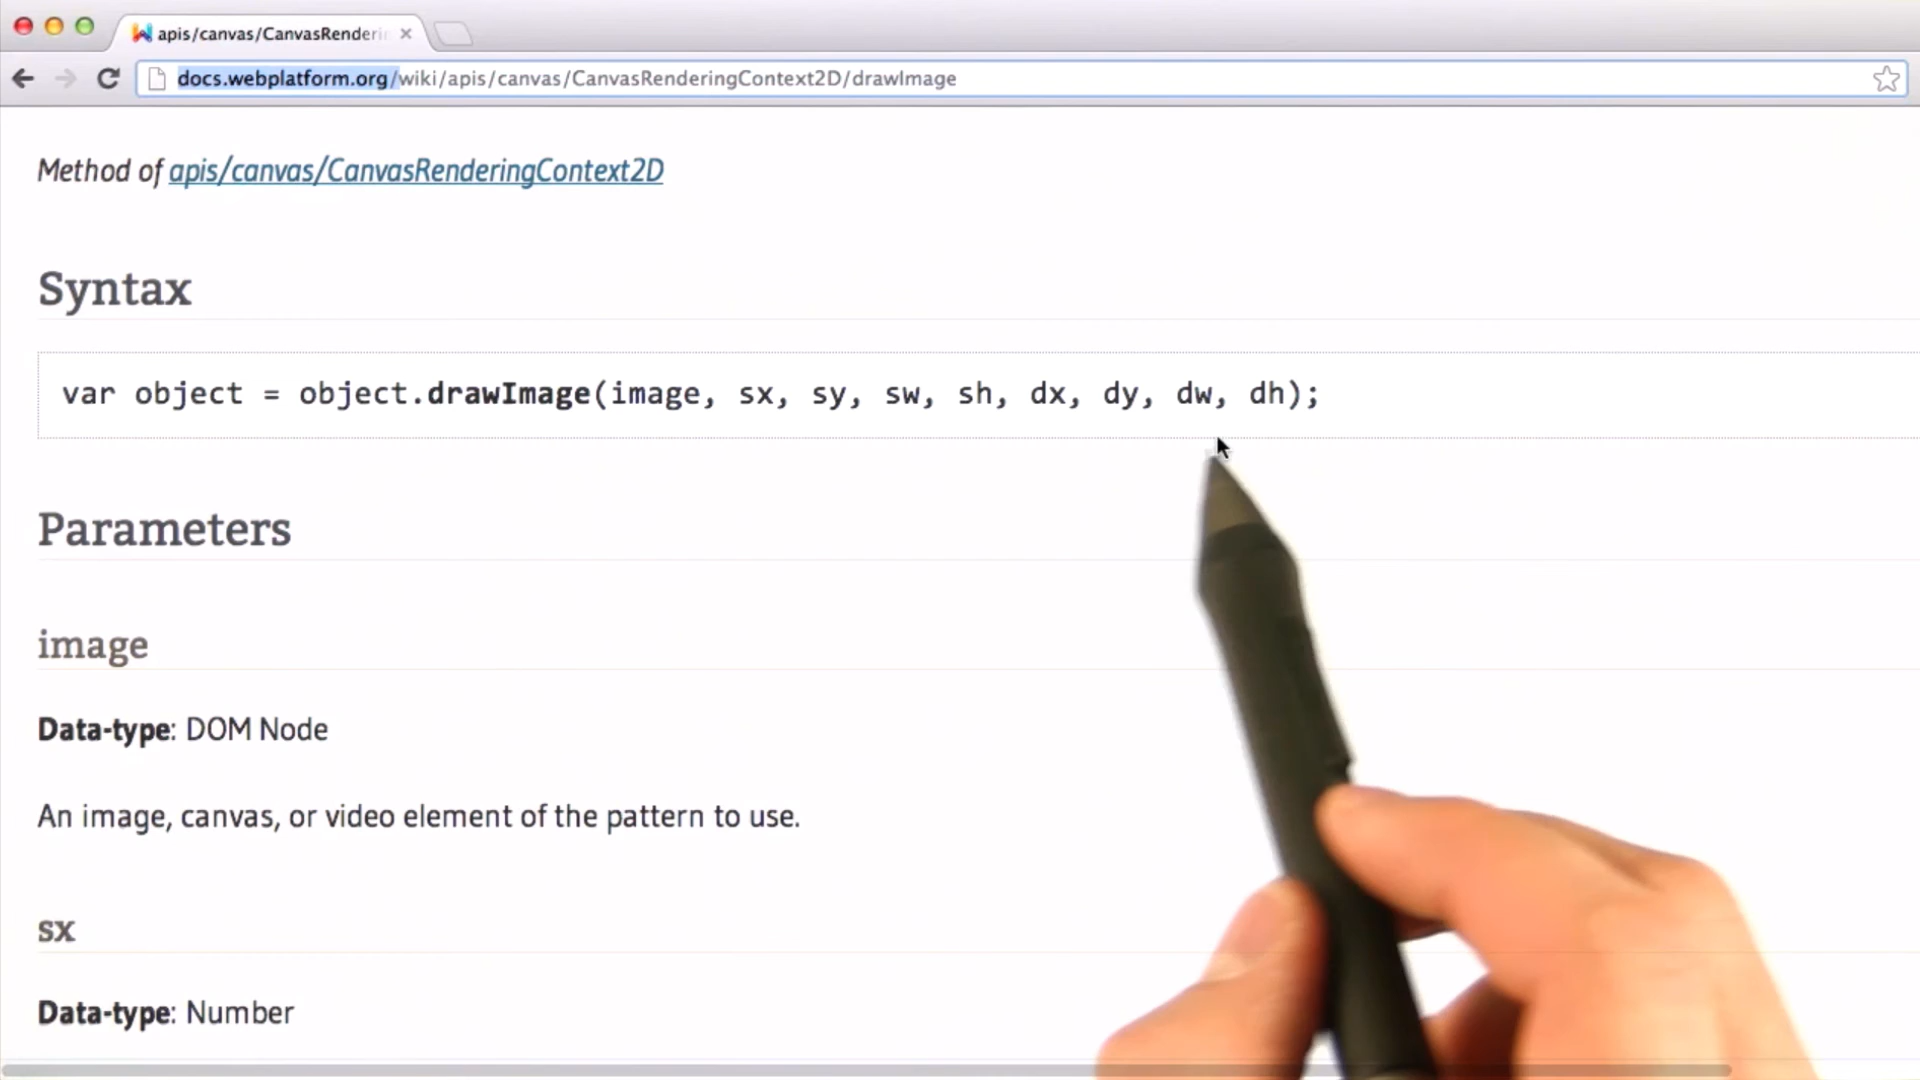 apis/canvas/CanvasRenderin
docs.webplatform.org/wiki/apis/canvas/CanvasRenderingContext2D/drawImage
Method of apis/canvas/CanvasRenderingContext2D
Syntax
var object = object.drawImage(image, sx, sy, sw, sh, dx, dy, dw, dh);
Parameters
image
Data-type: DOM Node
An image, canvas, or video element of the pattern to use.
sx
Data-type: Number